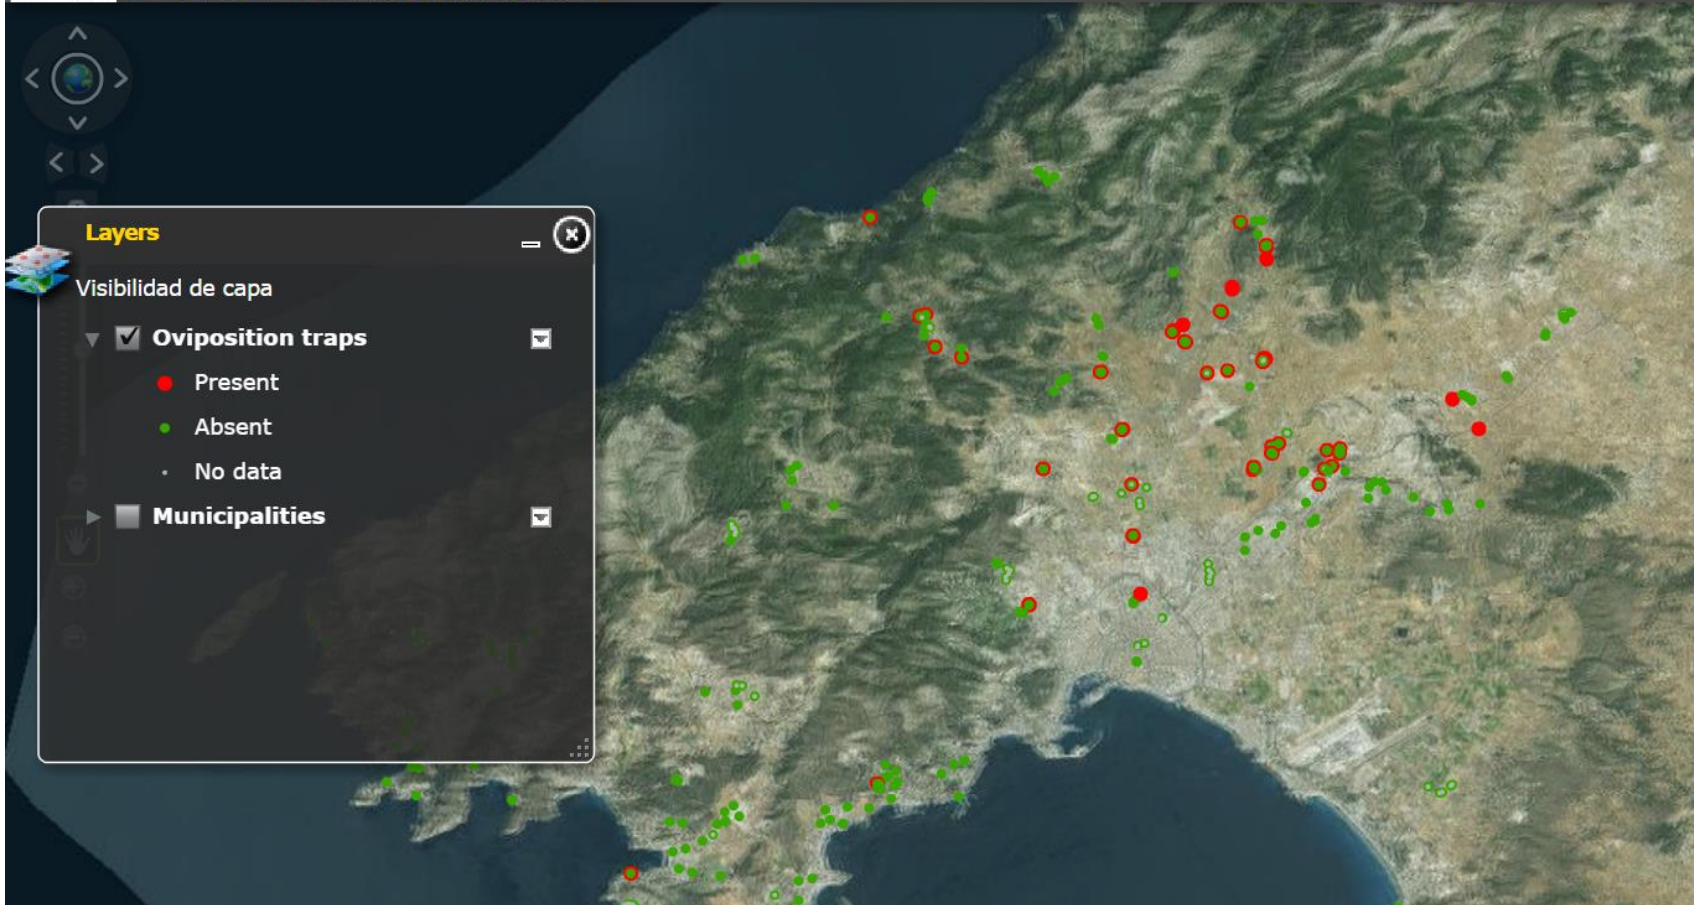 Layers
Visibilidad de capa
Oviposition traps
Present
Absent
No data
Municipalities